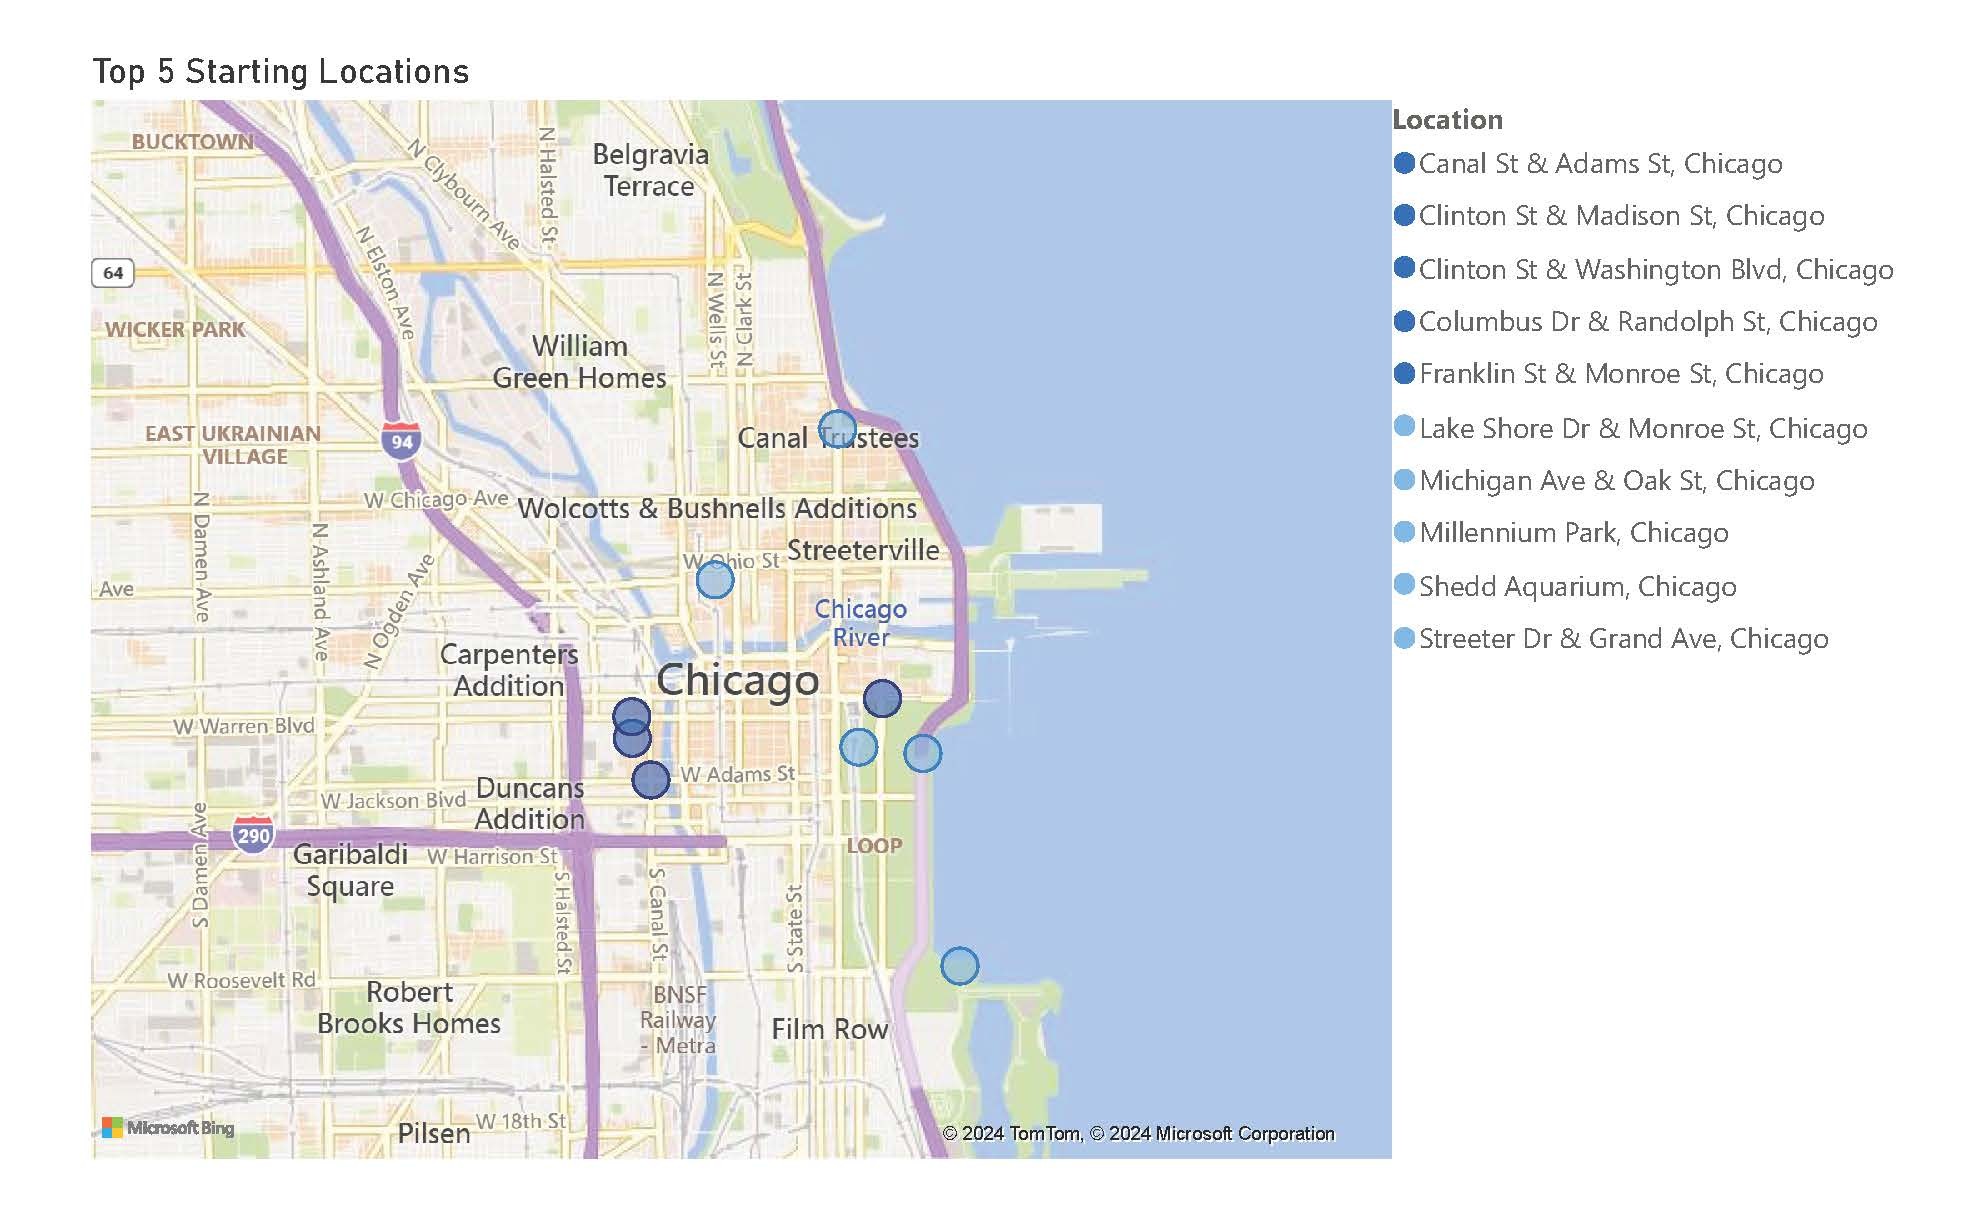 Top 5 Starting Locations
BUCKTOWN
N Clybourn Ave
N Halsted St
Belgravia
Terrace
N Elston Ave
64
N Wells St
N Clark St
WICKER PARK
William
Green Homes
EAST UKRAINIAN
VILLAGE
94
Canal Trustees
N Damen Ave
N Ashland Ave
W Chicago Ave
Wolcotts & Bushnells Additions
W Ohio St
Streeterville
Ave
N Ogden Ave
Chicago
River
Carpenters
Addition
Chicago
W Warren Blvd
W Adams St
Duncans
Addition
W Jackson Blvd
290
S Damen Ave
Garibaldi
Square
W Harrison St
LOOP
S Halsted St
S Canal St
S State St
W Roosevelt Rd
Robert
Brooks Homes
BNSF
Railway
- Metra
Film Row
Microsoft Bing
Pilsen
W 18th St
© 2024 TomTom, © 2024 Microsoft Corporation
Location
Canal St & Adams St, Chicago
Clinton St & Madison St, Chicago
Clinton St & Washington Blvd, Chicago
Columbus Dr & Randolph St, Chicago
Franklin St & Monroe St, Chicago
Lake Shore Dr & Monroe St, Chicago
Michigan Ave & Oak St, Chicago
Millennium Park, Chicago
Shedd Aquarium, Chicago
Streeter Dr & Grand Ave, Chicago